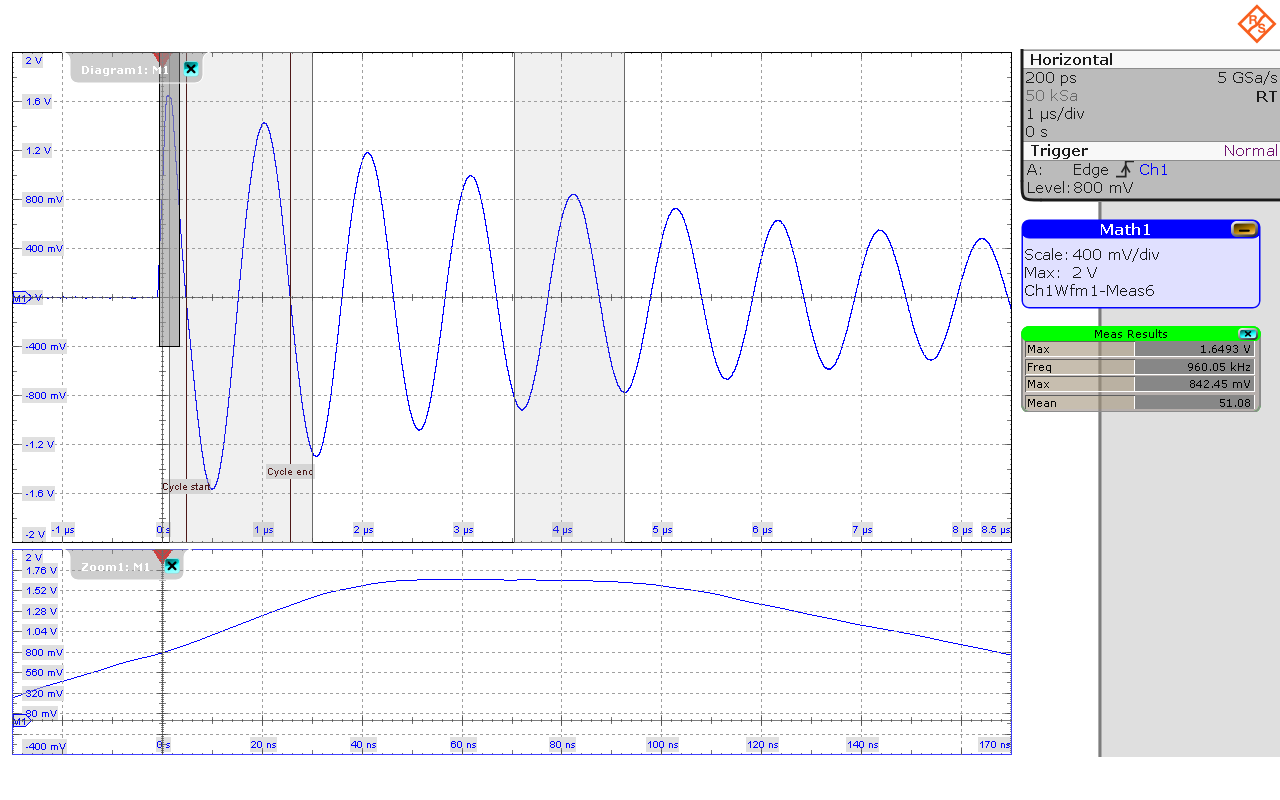 R S
Diagram1: M1
2 V
1.6 V
1.2 V
800 mV
400 mV
M1 0 V
-400 mV
-800 mV
-1.2 V
-1.6 V
-2 V
Cycle start
Cycle end
-1 µs 0 s 1 µs 2 µs 3 µs 4 µs 5 µs 6 µs 7 µs 8 µs 8.5 µs
Zoom1: M1
2 V
1.76 V
1.52 V
1.28 V
1.04 V
800 mV
560 mV
320 mV
80 mV
M1
-400 mV
0 s 20 ns 40 ns 60 ns 80 ns 100 ns 120 ns 140 ns 170 ns
Horizontal
200 ps 5 GSa/s
50 kSa RT
1 µs/div
0 s
Trigger Normal
A: Edge Ch1
Level: 800 mV
Math1
Scale: 400 mV/div
Max: 2 V
Ch1Wfm1-Meas6
Meas Results
Max 1.6493 V
Freq 960.05 kHz
Max 842.45 mV
Mean 51.08